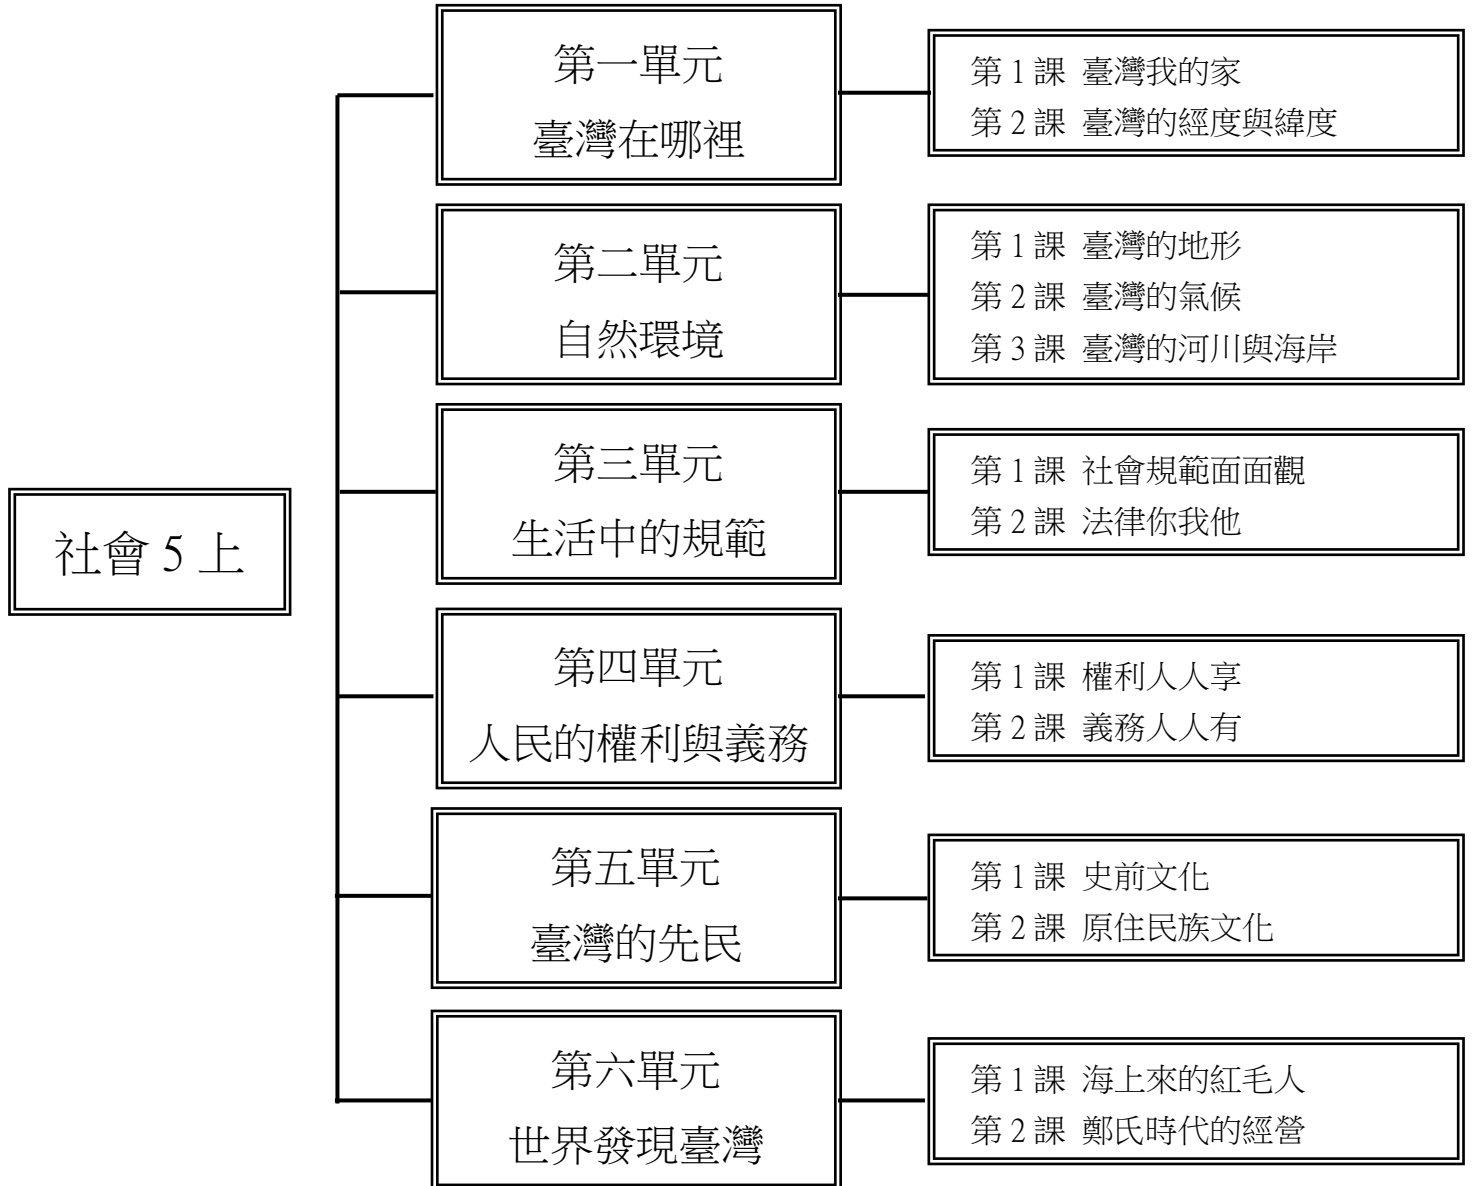 社會 5 上
第一單元
臺灣在哪裡
第 1 課 臺灣我的家
第 2 課 臺灣的經度與緯度
第二單元
自然環境
第 1 課 臺灣的地形
第 2 課 臺灣的氣候
第 3 課 臺灣的河川與海岸
第三單元
生活中的規範
第 1 課 社會規範面面觀
第 2 課 法律你我他
第四單元
人民的權利與義務
第 1 課 權利人人享
第 2 課 義務人人有
第五單元
臺灣的先民
第 1 課 史前文化
第 2 課 原住民族文化
第六單元
世界發現臺灣
第 1 課 海上來的紅毛人
第 2 課 鄭氏時代的經營